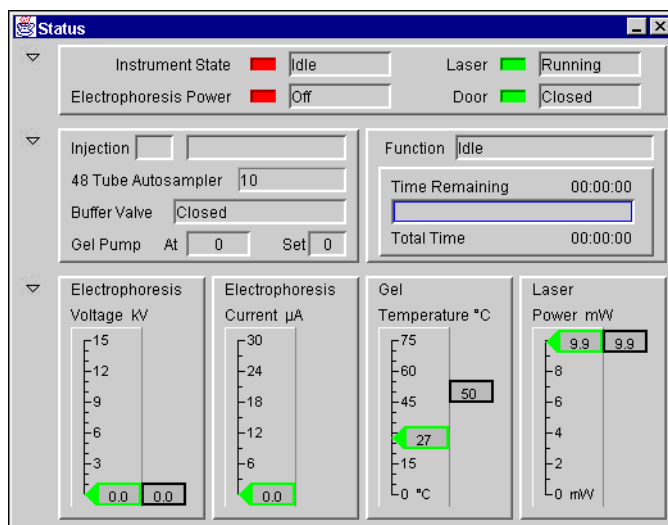 Status
Instrument State Idle Laser Running
Electrophoresis Power Off Door Closed
Injection
48 Tube Autosampler 10
Buffer Valve Closed
Gel Pump At 0 Set 0
Function Idle
Time Remaining 00:00:00
Total Time 00:00:00
Electrophoresis
Voltage kV
15
12
9
6
3
0.0 0.0
Electrophoresis
Current µA
30
24
18
12
6
0.0
Gel
Temperature °C
75
60
50
45
27
15
0 °C
Laser
Power mW
9.9 9.9
8
6
4
2
0 mW